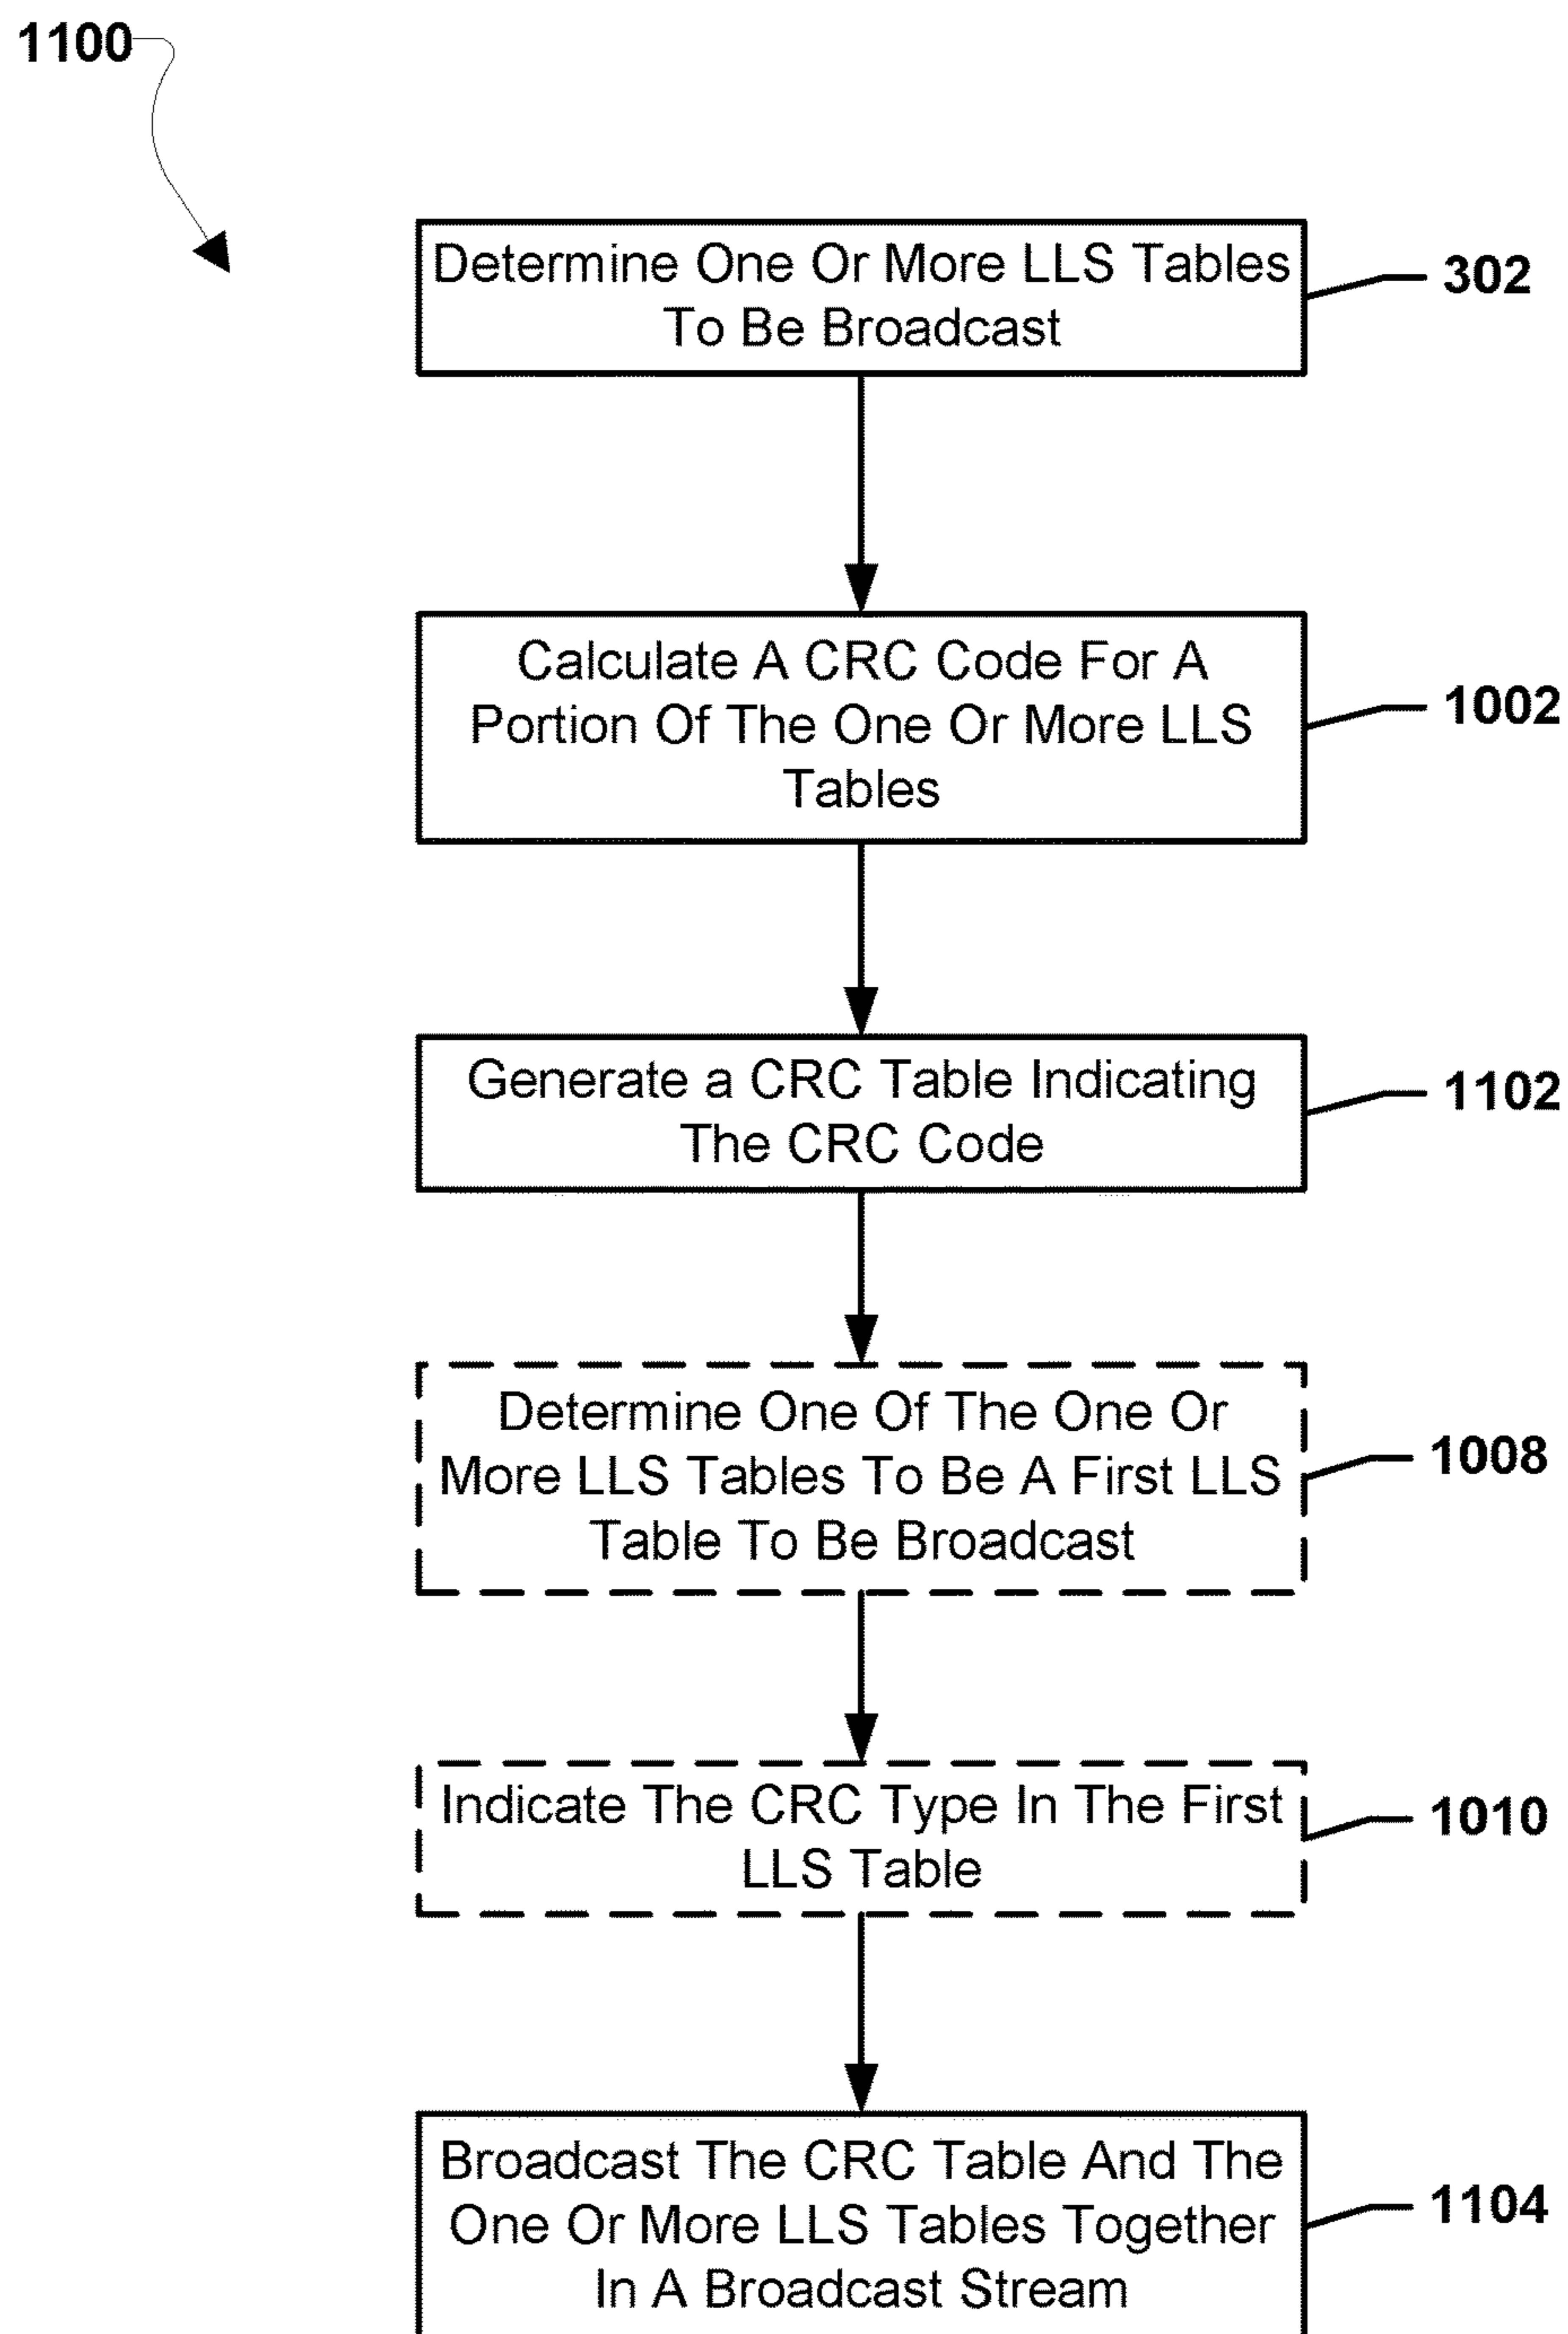 1100
Determine One Or More LLS Tables
To Be Broadcast
302
Calculate A CRC Code For A
Portion Of The One Or More LLS
Tables
1002
Generate a CRC Table Indicating
The CRC Code
1102
Determine One Of The One Or
More LLS Tables To Be A First LLS
Table To Be Broadcast
1008
Indicate The CRC Type In The First
LLS Table
1010
Broadcast The CRC Table And The
One Or More LLS Tables Together
In A Broadcast Stream
1104